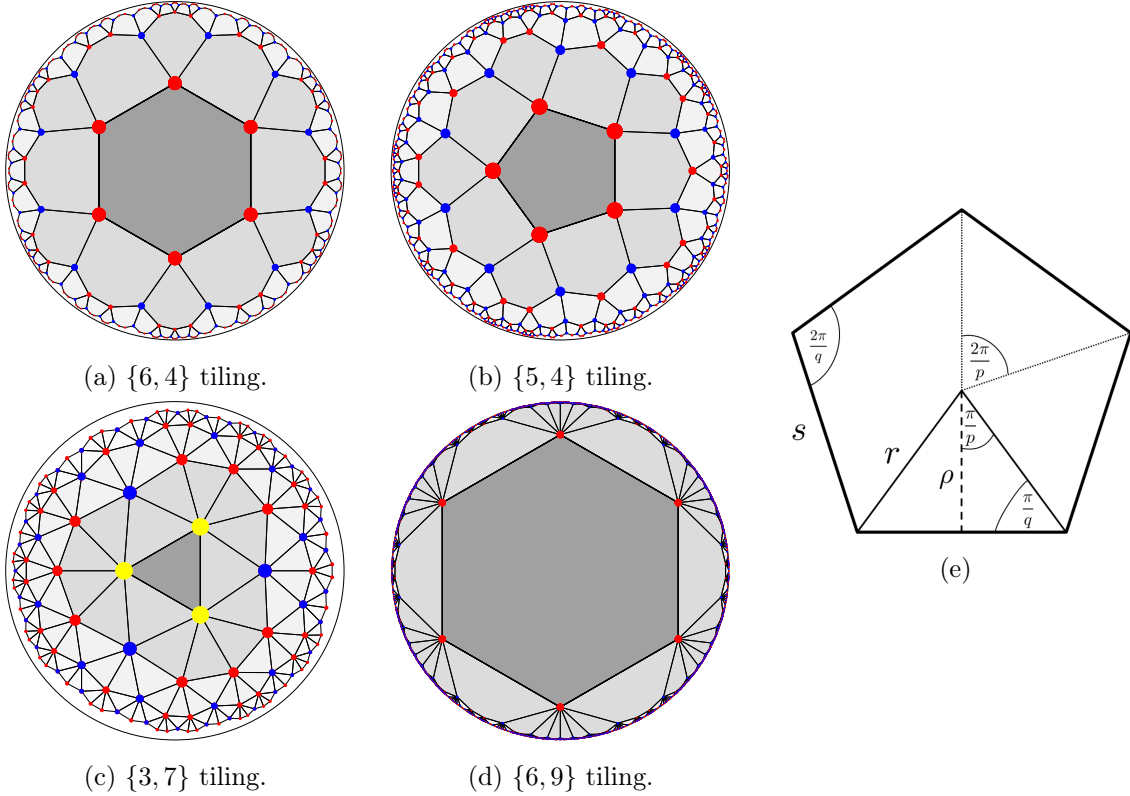 (a) {6, 4} tiling.
(b) {5, 4} tiling.
(c) {3, 7} tiling.
(d) {6, 9} tiling.
2π/q
2π/p
π/p
s
r
ρ
π/q
(e)